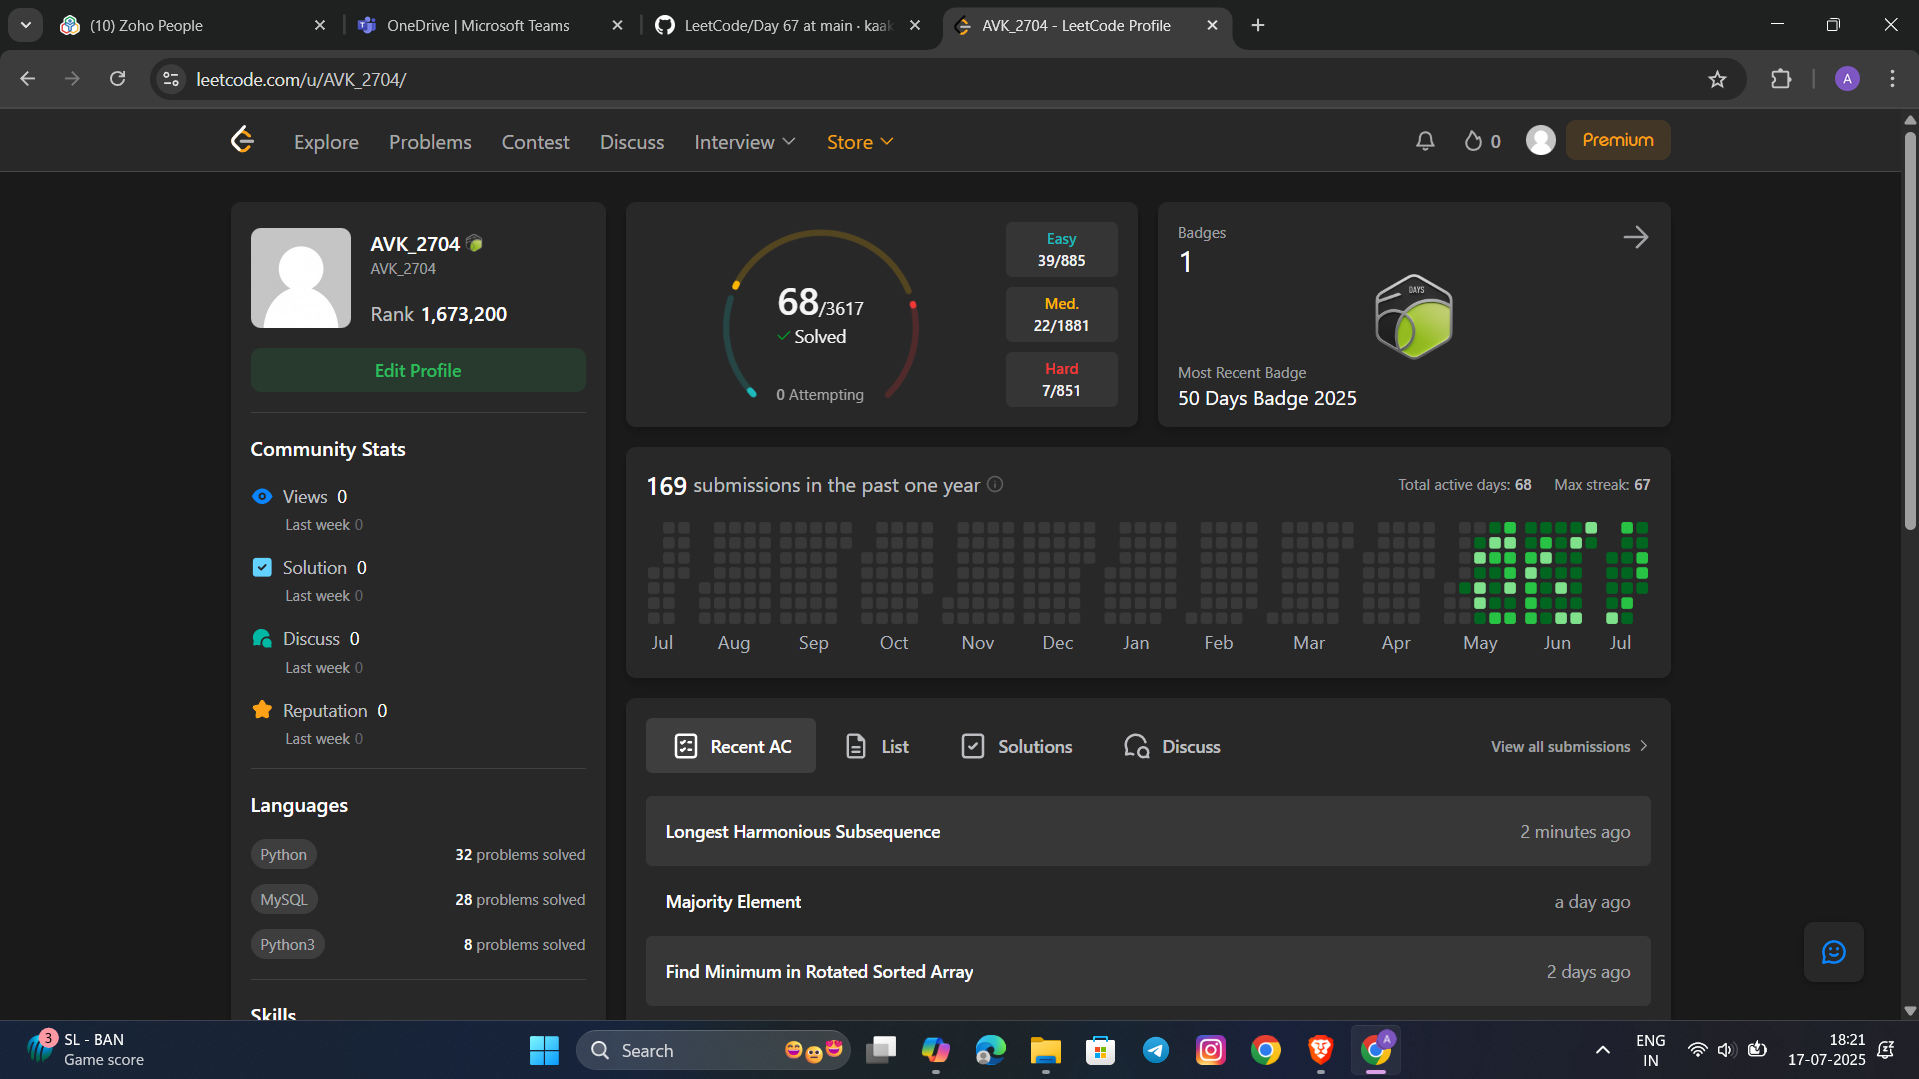 (10) Zoho People
OneDrive | Microsoft Teams
LeetCode/Day 67 at main · kaak
AVK_2704 - LeetCode Profile
leetcode.com/u/AVK_2704/
A
Explore
Problems
Contest
Discuss
Interview
Store
0
Premium
AVK_2704
AVK_2704
Rank 1,673,200
Edit Profile
Community Stats
Views 0
Last week 0
Solution 0
Last week 0
Discuss 0
Last week 0
Reputation 0
Last week 0
Languages
Python
32 problems solved
MySQL
28 problems solved
Python3
8 problems solved
Skills
68/3617
Solved
0 Attempting
Easy
39/885
Med.
22/1881
Hard
7/851
Badges
1
DAYS
Most Recent Badge
50 Days Badge 2025
169 submissions in the past one year
Total active days: 68
Max streak: 67
Jul
Aug
Sep
Oct
Nov
Dec
Jan
Feb
Mar
Apr
May
Jun
Jul
Recent AC
List
Solutions
Discuss
View all submissions
Longest Harmonious Subsequence
2 minutes ago
Majority Element
a day ago
Find Minimum in Rotated Sorted Array
2 days ago
3
SL - BAN
Game score
Search
A
ENG
IN
18:21
17-07-2025